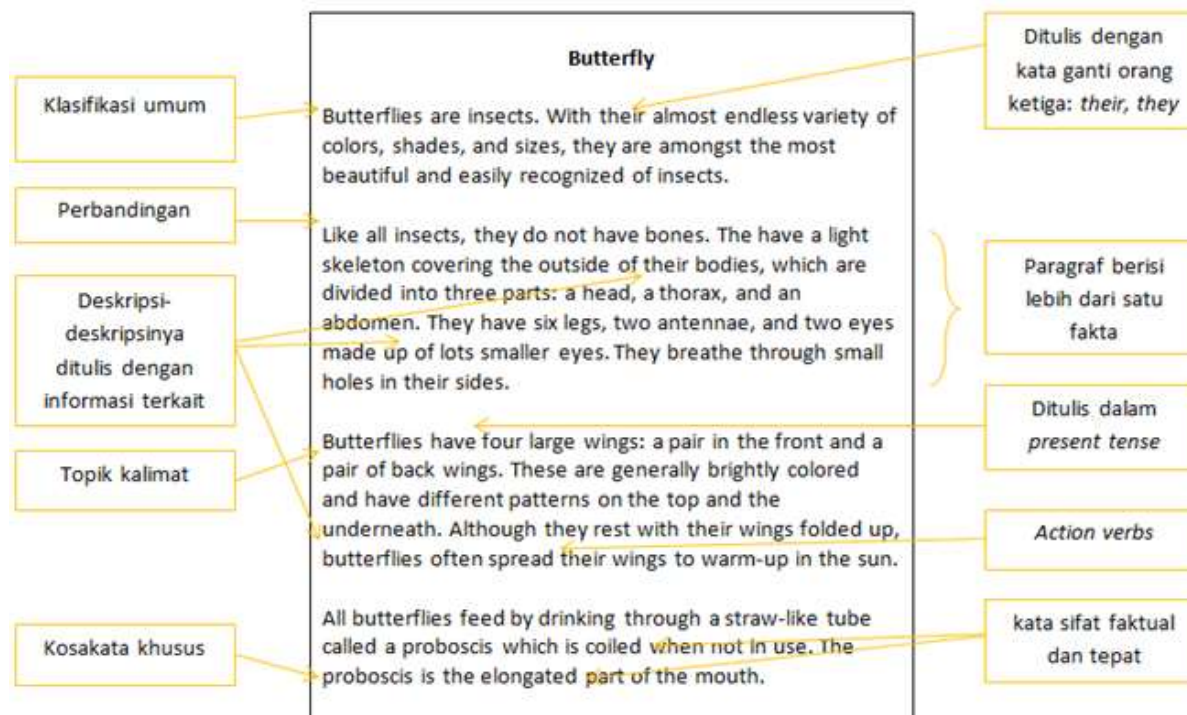 Butterfly
Butterflies are insects. With their almost endless variety of
colors, shades, and sizes, they are amongst the most
beautiful and easily recognized of insects.
Like all insects, they do not have bones. The have a light
skeleton covering the outside of their bodies, which are
divided into three parts: a head, a thorax, and an
abdomen. They have six legs, two antennae, and two eyes
made up of lots smaller eyes. They breathe through small
holes in their sides.
Butterflies have four large wings: a pair in the front and a
pair of back wings. These are generally brightly colored
and have different patterns on the top and the
underneath. Although they rest with their wings folded up,
butterflies often spread their wings to warm-up in the sun.
All butterflies feed by drinking through a straw-like tube
called a proboscis which is coiled when not in use. The
proboscis is the elongated part of the mouth.
Klasifikasi umum
Perbandingan
Deskripsi-
deskripsinya
ditulis dengan
informasi terkait
Topik kalimat
Kosakata khusus
Ditulis dengan
kata ganti orang
ketiga: their, they
Paragraf berisi
lebih dari satu
fakta
Ditulis dalam
present tense
Action verbs
kata sifat faktual
dan tepat